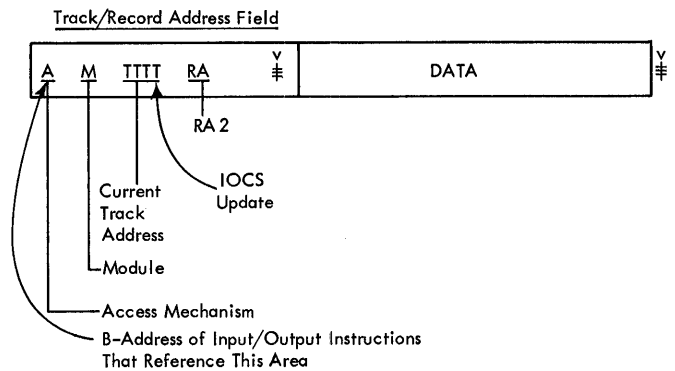 Track/Record Address Field
A M TTTT RA v ⧧ DATA v ⧧
RA 2
IOCS
Update
Current
Track
Address
Module
Access Mechanism
B-Address of Input/Output Instructions
That Reference This Area